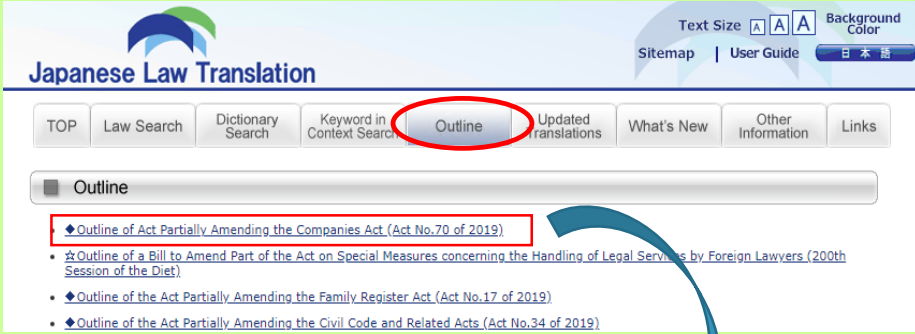 Text Size A A A Background Color
Japanese Law Translation
Sitemap | User Guide 日本語
TOP
Law Search
Dictionary Search
Keyword in Context Search
Outline
Updated Translations
What's New
Other Information
Links
Outline
◆Outline of Act Partially Amending the Companies Act (Act No.70 of 2019)
☆Outline of a Bill to Amend Part of the Act on Special Measures concerning the Handling of Legal Services by Foreign Lawyers (200th
Session of the Diet)
◆Outline of the Act Partially Amending the Family Register Act (Act No.17 of 2019)
◆Outline of the Act Partially Amending the Civil Code and Related Acts (Act No.34 of 2019)